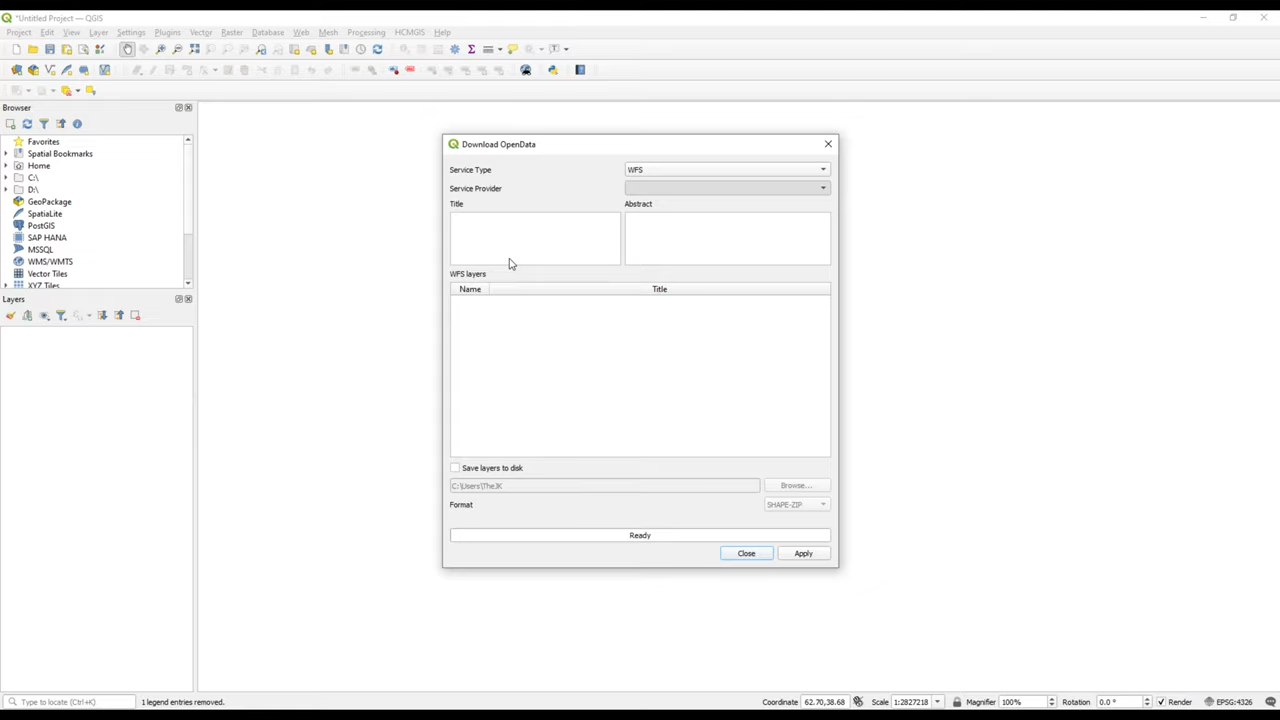 *Untitled Project — QGIS
Project Edit View Layer Settings Plugins Vector Raster Database Web Mesh Processing HCMGIS Help
Browser
Favorites
Spatial Bookmarks
Home
C:\
D:\
GeoPackage
SpatiaLite
PostGIS
SAP HANA
MSSQL
WMS/WMTS
Vector Tiles
XYZ Tiles
Layers
Download OpenData
Service Type WFS
Service Provider
Title Abstract
WFS layers
Name Title
Save layers to disk
C:\Users\TheJK Browse...
Format SHAPE-ZIP
Ready
Close Apply
Type to locate (Ctrl+K) 1 legend entries removed. Coordinate 62.70,38.68 Scale 1:2827218 Magnifier 100% Rotation 0.0 ° Render EPSG:4326